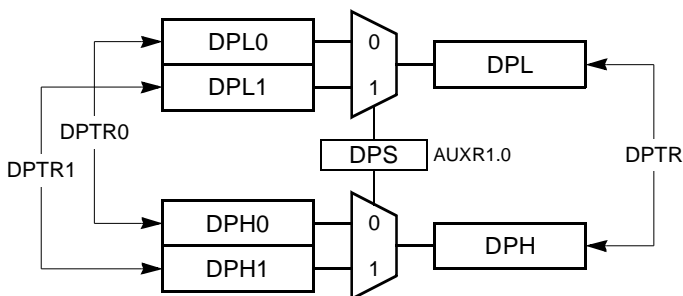 DPL0
0
DPL1
1
DPL
DPTR0
DPTR1
DPS
AUXR1.0
DPTR
DPH0
0
DPH1
1
DPH